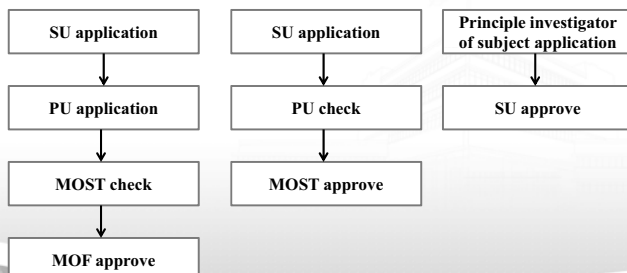 SU application
PU application
MOST check
MOF approve
SU application
PU check
MOST approve
Principle investigator
of subject application
SU approve